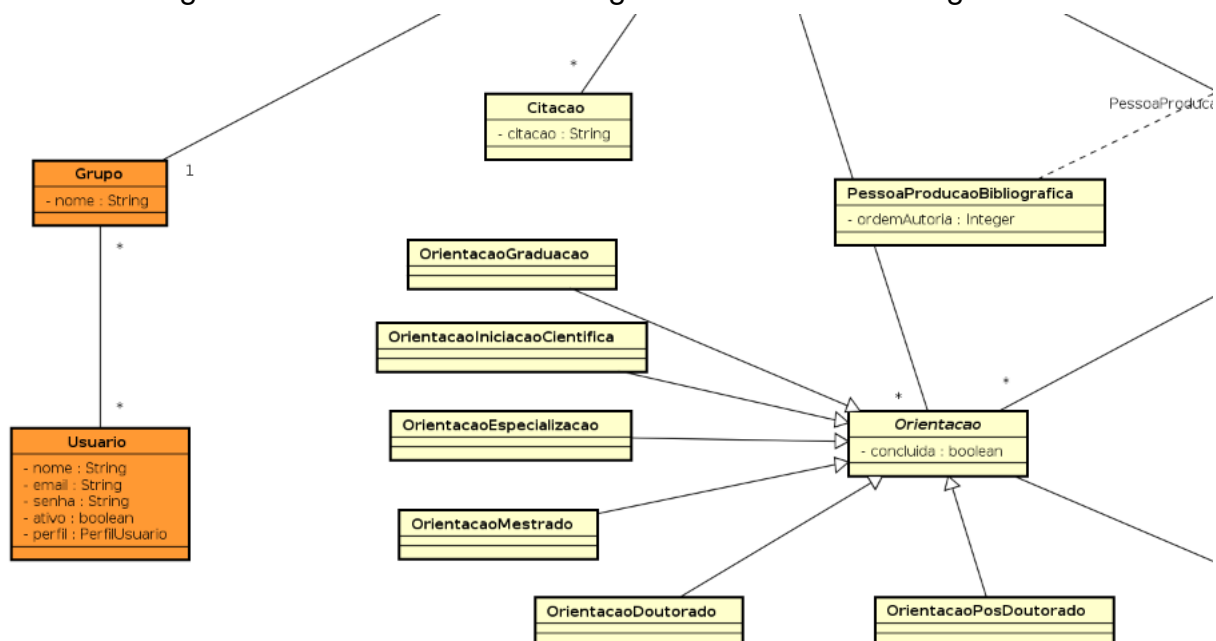 *
Citacao
- citacao : String
PessoaProduca
Grupo
- nome : String
1
*
PessoaProducaoBibliografica
- ordemAutoria : Integer
OrientacaoGraduacao
OrientacaoIniciacaoCientifica
*
*
*
OrientacaoEspecializacao
Orientacao
- concluida : boolean
Usuario
- nome : String
- email : String
- senha : String
- ativo : boolean
- perfil : PerfilUsuario
OrientacaoMestrado
OrientacaoDoutorado
OrientacaoPosDoutorado